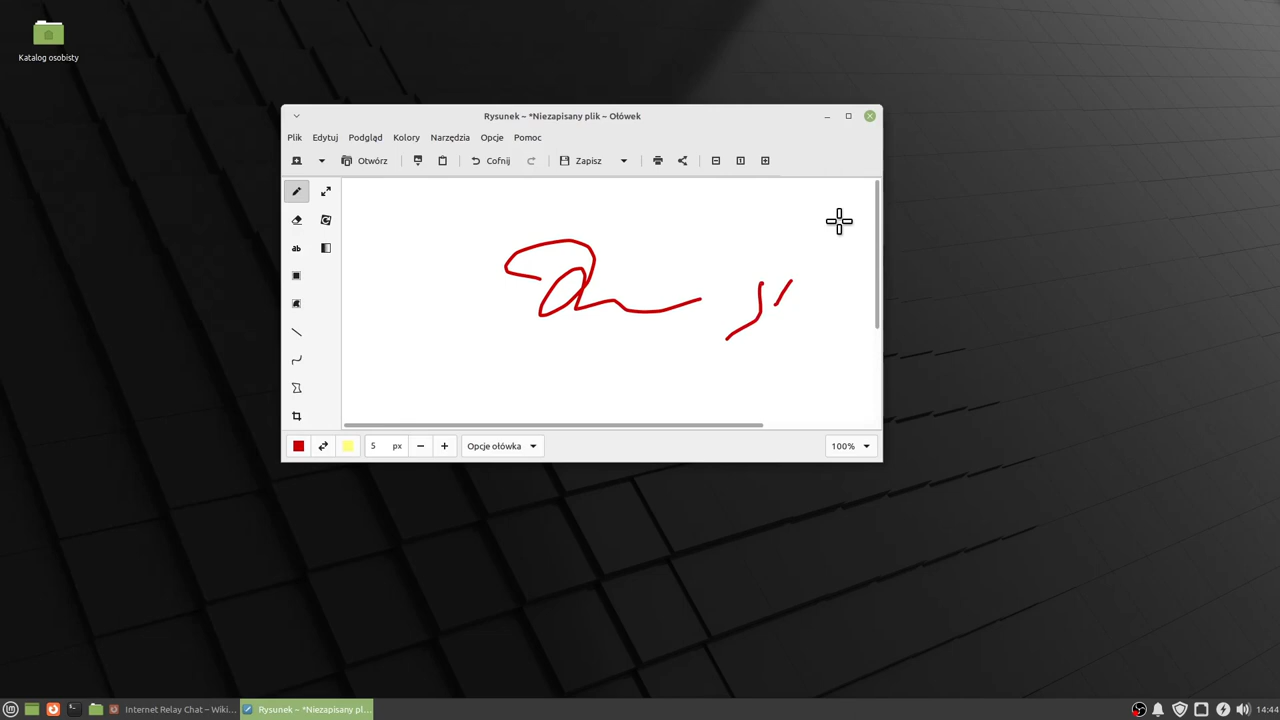 Katalog osobisty
Rysunek ~ *Niezapisany plik ~ Ołówek
Plik Edytuj Podgląd Kolory Narzędzia Opcje Pomoc
Otwórz Cofnij Zapisz
ab
5 px Opcje ołówka 100%
Internet Relay Chat – Wiki... Rysunek ~ *Niezapisany pl... 14:44